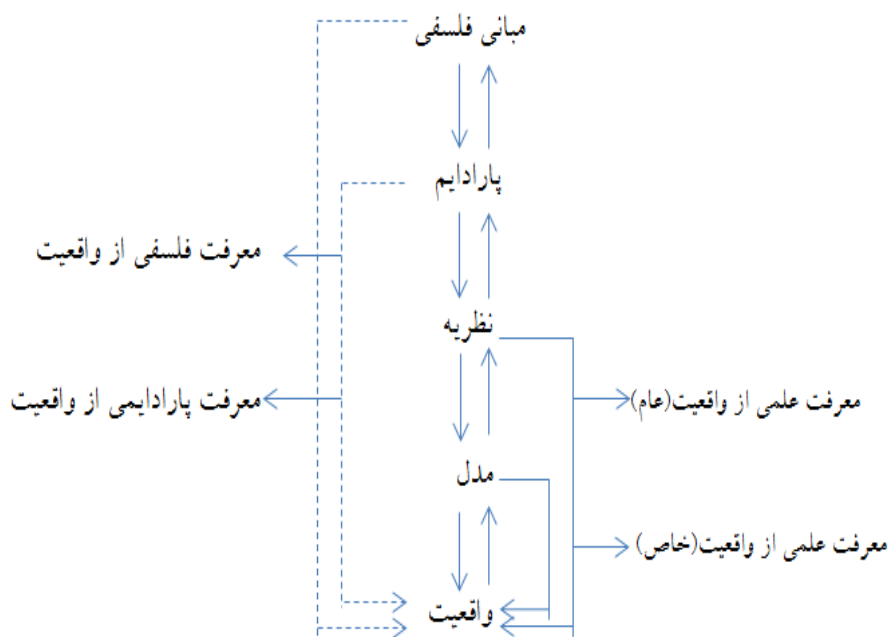 مبانی فلسفی
پارادایم
معرفت فلسفی از واقعیت
نظریه
معرفت علمی از واقعیت(عام)
معرفت پارادایمی از واقعیت
مدل
معرفت علمی از واقعیت(خاص)
واقعیت